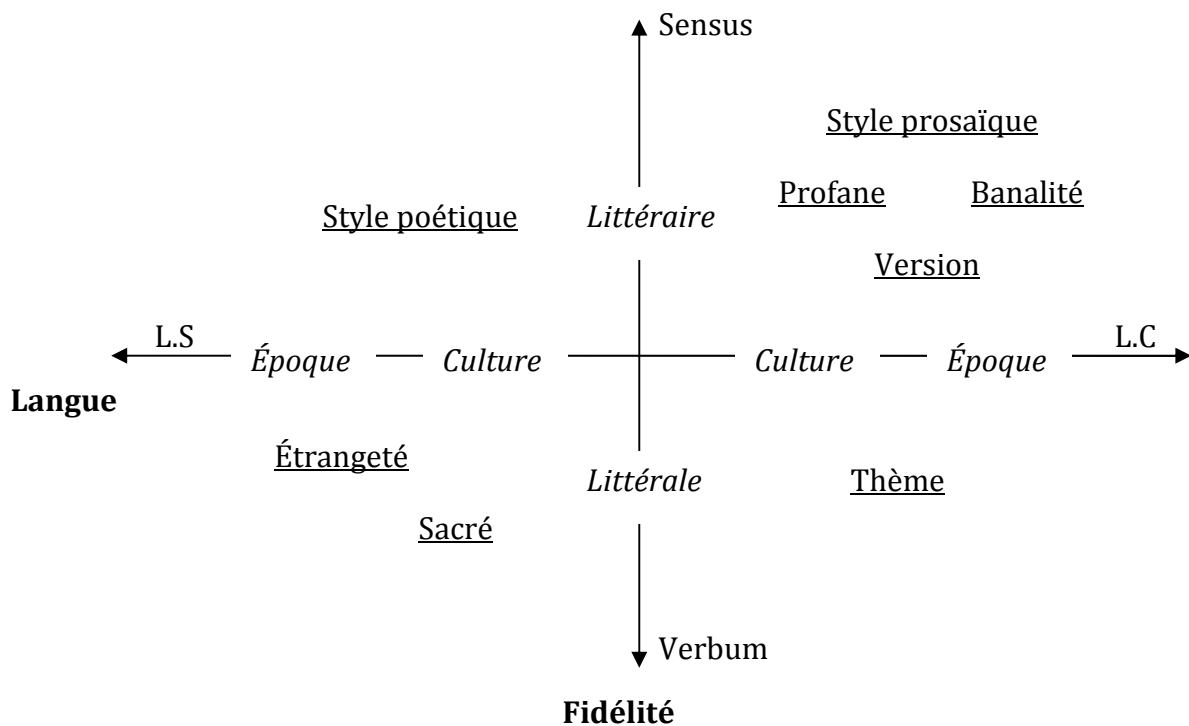 Sensus
Style prosaïque
Profane Banalité
Style poétique Littéraire
Version
L.S L.C
Époque Culture Culture Époque
Langue
Étrangeté
Littérale Thème
Sacré
Verbum
Fidélité